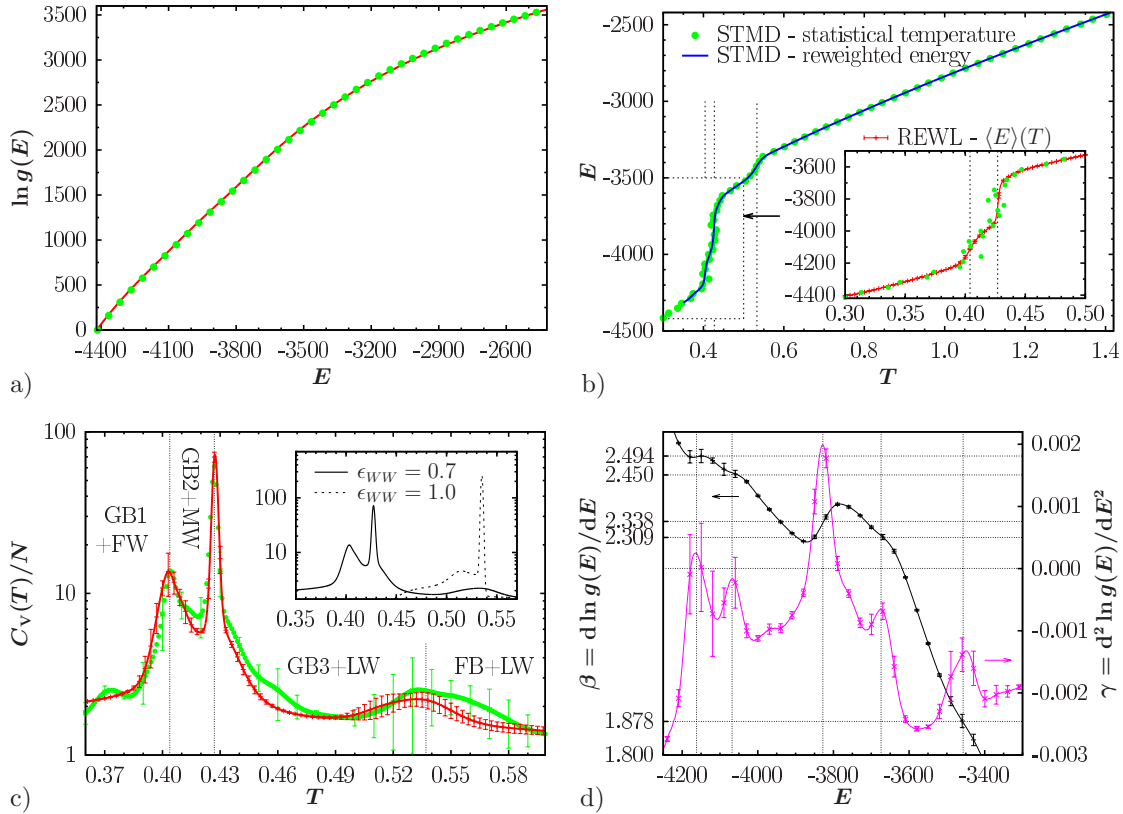 3500
3000
2500
2000
1500
1000
500
0
ln g(E)
-4400 -4100 -3800 -3500 -3200 -2900 -2600
E
a)
-2500
-3000
-3500
-4000
-4500
E
STMD - statistical temperature
STMD - reweighted energy
REWL - ⟨E⟩(T)
-3600
-3800
-4000
-4200
-4400
0.30 0.35 0.40 0.45 0.50
0.4 0.6 0.8 1.0 1.2 1.4
T
b)
100
10
1
C_V(T)/N
GB1
+FW
GB2+MW
GB3+LW
FB+LW
ϵ_WW = 0.7
ϵ_WW = 1.0
100
10
0.35 0.40 0.45 0.50 0.55
0.37 0.40 0.43 0.46 0.49 0.52 0.55 0.58
T
c)
2.494
2.450
2.338
2.309
1.878
1.800
β = d ln g(E)/dE
0.002
0.001
0.000
-0.001
-0.002
-0.003
γ = d² ln g(E)/dE²
-4200 -4000 -3800 -3600 -3400
E
d)